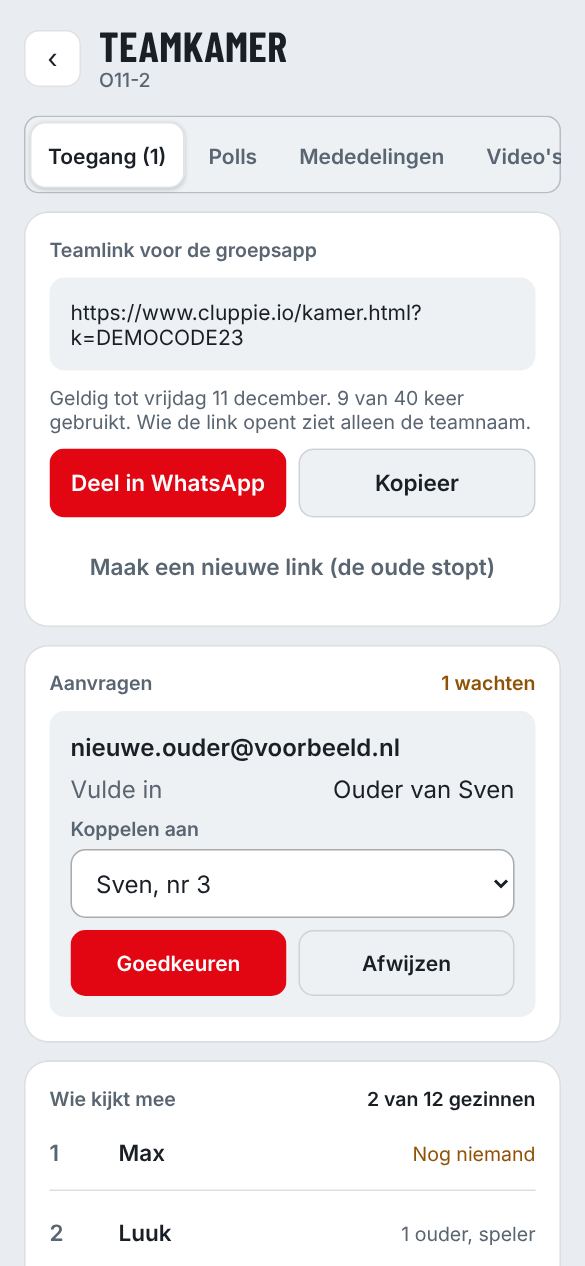 ‹
TEAMKAMER
O11-2
Toegang (1) Polls Mededelingen Video's
Teamlink voor de groepsapp
https://www.cluppie.io/kamer.html?
k=DEMOCODE23
Geldig tot vrijdag 11 december. 9 van 40 keer
gebruikt. Wie de link opent ziet alleen de teamnaam.
Deel in WhatsApp Kopieer
Maak een nieuwe link (de oude stopt)
Aanvragen 1 wachten
nieuwe.ouder@voorbeeld.nl
Vulde in Ouder van Sven
Koppelen aan
Sven, nr 3
Goedkeuren Afwijzen
Wie kijkt mee 2 van 12 gezinnen
1 Max Nog niemand
2 Luuk 1 ouder, speler